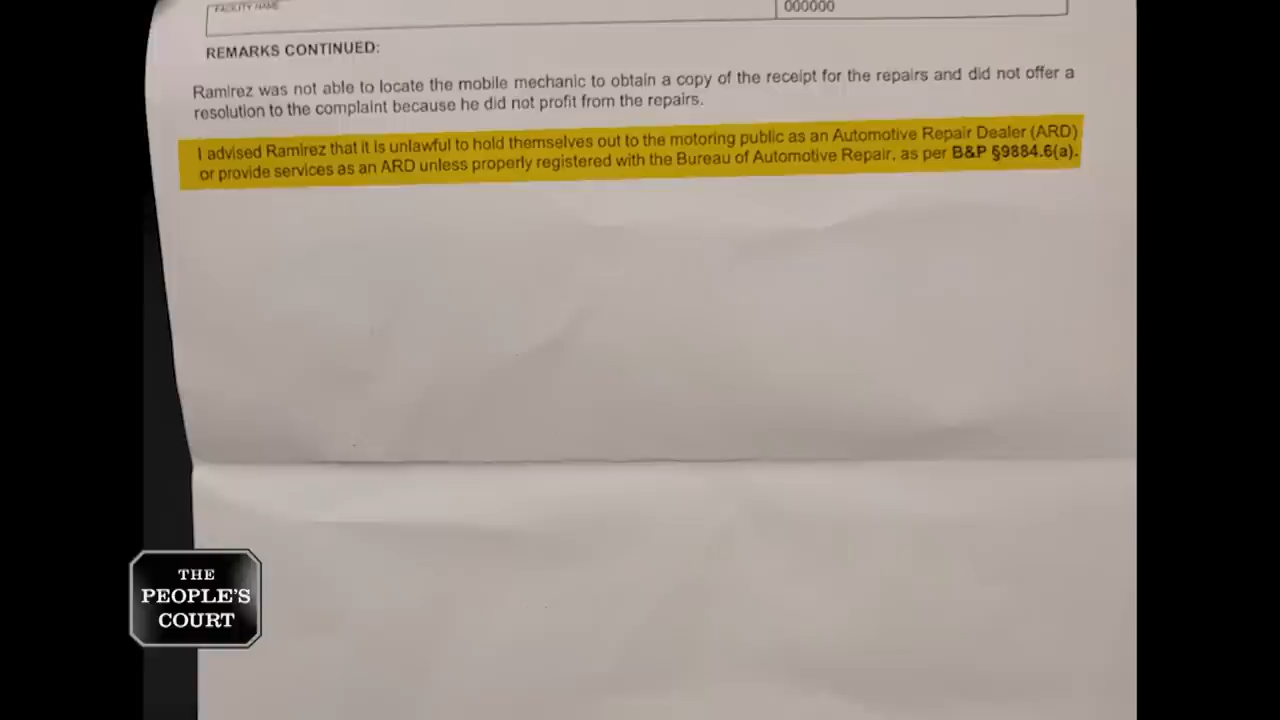 FACILITY NAME
000000
REMARKS CONTINUED:
Ramirez was not able to locate the mobile mechanic to obtain a copy of the receipt for the repairs and did not offer a
resolution to the complaint because he did not profit from the repairs.
I advised Ramirez that it is unlawful to hold themselves out to the motoring public as an Automotive Repair Dealer (ARD)
or provide services as an ARD unless properly registered with the Bureau of Automotive Repair, as per B&P §9884.6(a).
THE
PEOPLE'S
COURT